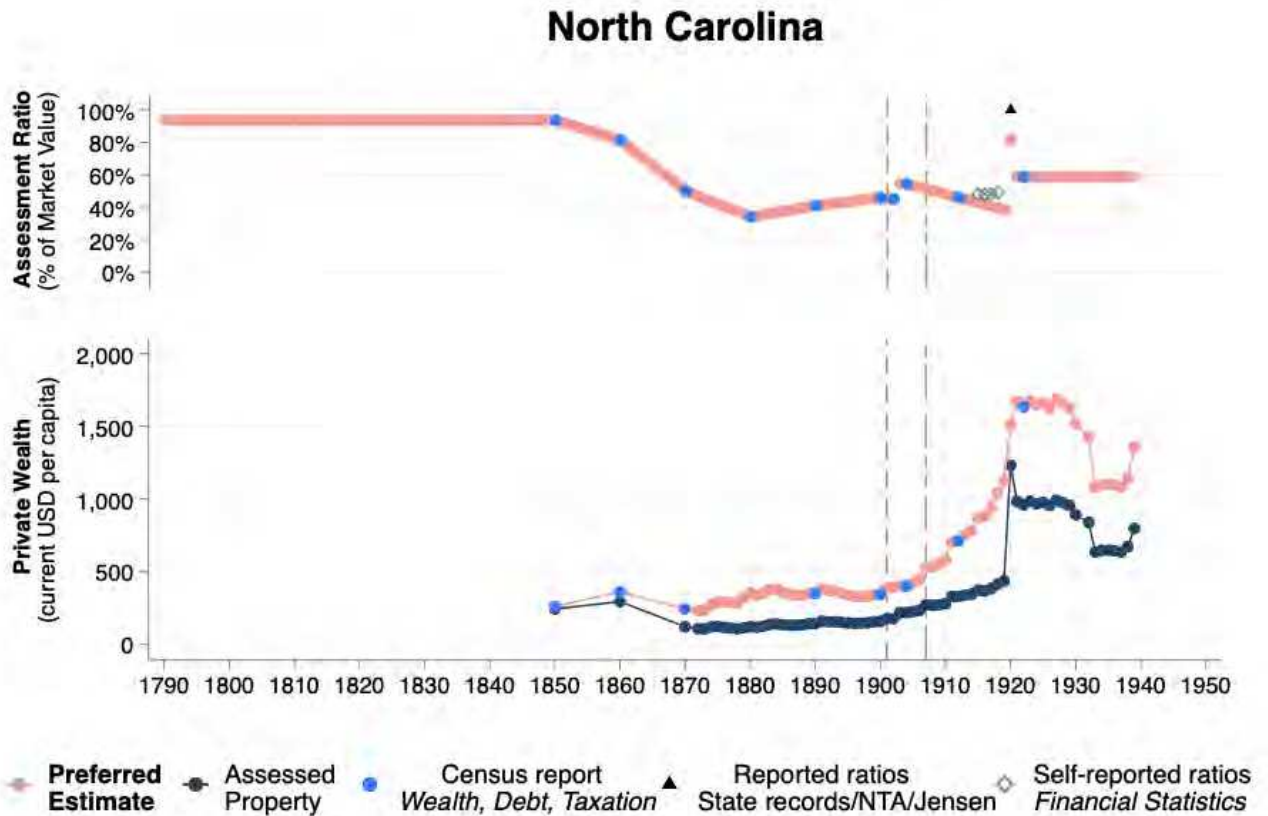 North Carolina
Assessment Ratio
(% of Market Value)
100%
80%
60%
40%
20%
0%
Private Wealth
(current USD per capita)
2,000
1,500
1,000
500
0
1790 1800 1810 1820 1830 1840 1850 1860 1870 1880 1890 1900 1910 1920 1930 1940 1950
Preferred Assessed Census report Reported ratios Self-reported ratios
Estimate Property Wealth, Debt, Taxation State records/NTA/Jensen Financial Statistics